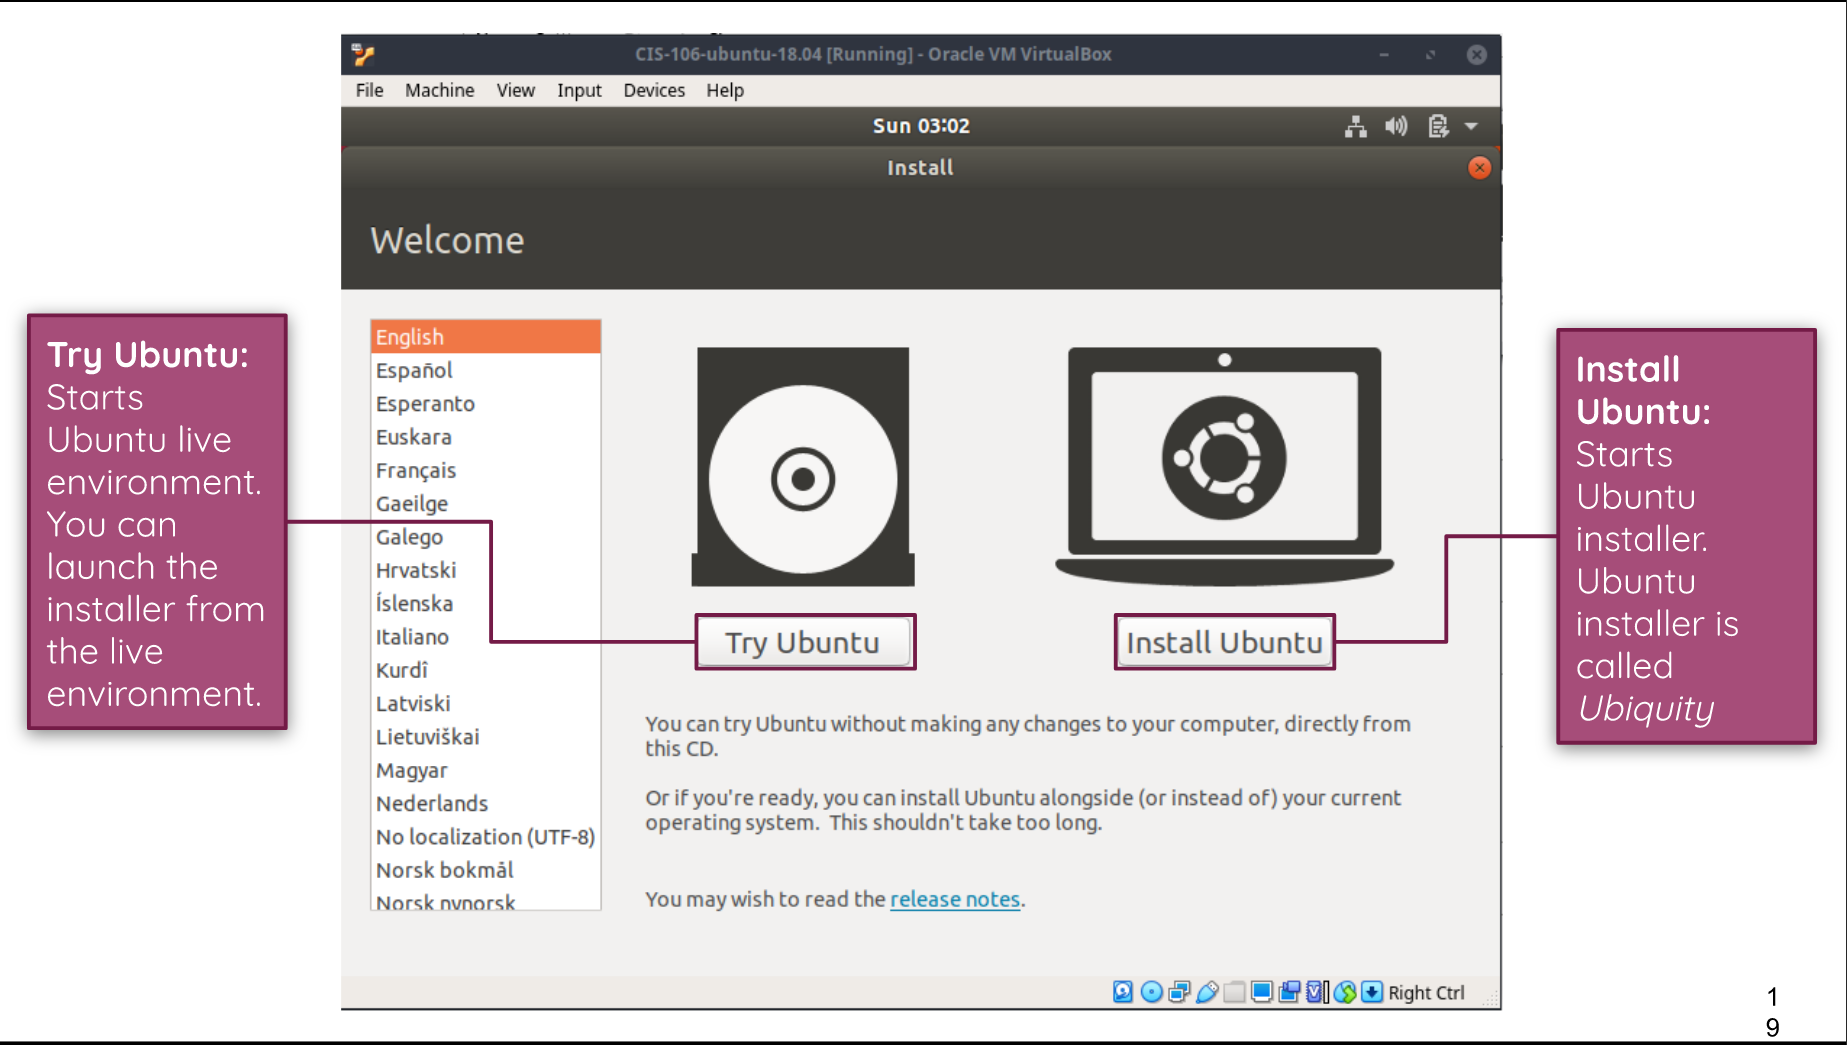 CIS-106-ubuntu-18.04 [Running] - Oracle VM VirtualBox
File Machine View Input Devices Help
Sun 03:02
Install
Welcome
Try Ubuntu:
Starts
Ubuntu live
environment.
You can
launch the
installer from
the live
environment.
English
Español
Esperanto
Euskara
Français
Gaeilge
Galego
Hrvatski
Íslenska
Italiano
Kurdî
Latviski
Lietuviškai
Magyar
Nederlands
No localization (UTF-8)
Norsk bokmål
Norsk nynorsk
Try Ubuntu
Install Ubuntu
You can try Ubuntu without making any changes to your computer, directly from
this CD.
Or if you're ready, you can install Ubuntu alongside (or instead of) your current
operating system. This shouldn't take too long.
You may wish to read the release notes.
Install
Ubuntu:
Starts
Ubuntu
installer.
Ubuntu
installer is
called
Ubiquity
Right Ctrl
1
9